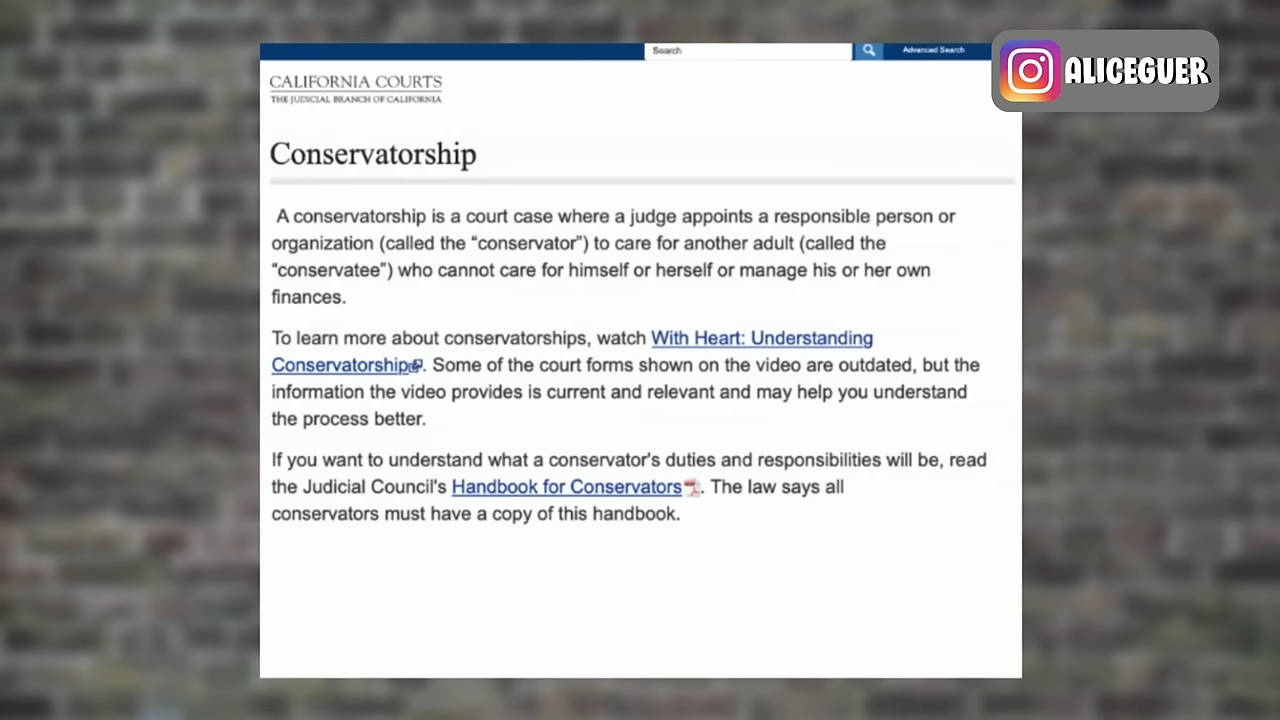 Search
Advanced Search
ALICEGUER
CALIFORNIA COURTS
THE JUDICIAL BRANCH OF CALIFORNIA
Conservatorship
A conservatorship is a court case where a judge appoints a responsible person or
organization (called the “conservator”) to care for another adult (called the
“conservatee”) who cannot care for himself or herself or manage his or her own
finances.
To learn more about conservatorships, watch With Heart: Understanding
Conservatorship. Some of the court forms shown on the video are outdated, but the
information the video provides is current and relevant and may help you understand
the process better.
If you want to understand what a conservator's duties and responsibilities will be, read
the Judicial Council's Handbook for Conservators. The law says all
conservators must have a copy of this handbook.